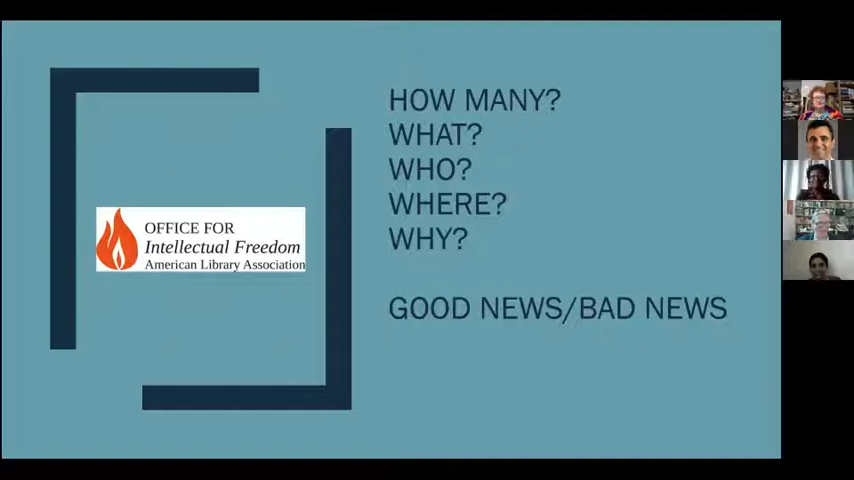 OFFICE FOR
Intellectual Freedom
American Library Association
HOW MANY?
WHAT?
WHO?
WHERE?
WHY?
GOOD NEWS/BAD NEWS